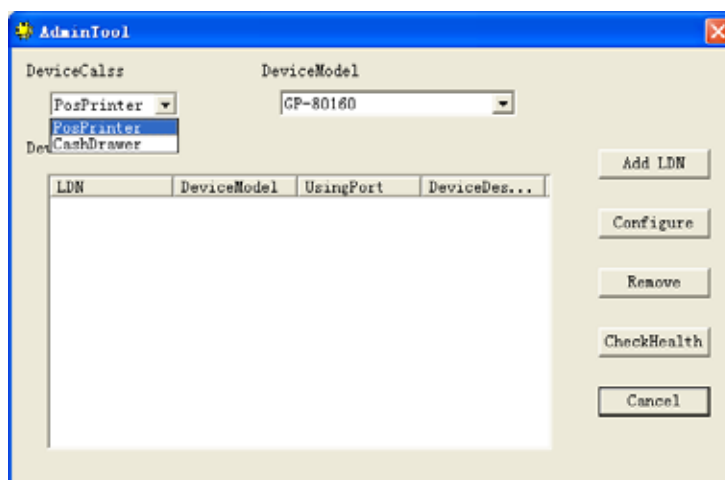 AdminTool
DeviceCalss DeviceModel
PosPrinter GP-80160
PosPrinter
CashDrawer
Add LDN
LDN DeviceModel UsingPort DeviceDes...
Configure
Remove
CheckHealth
Cancel